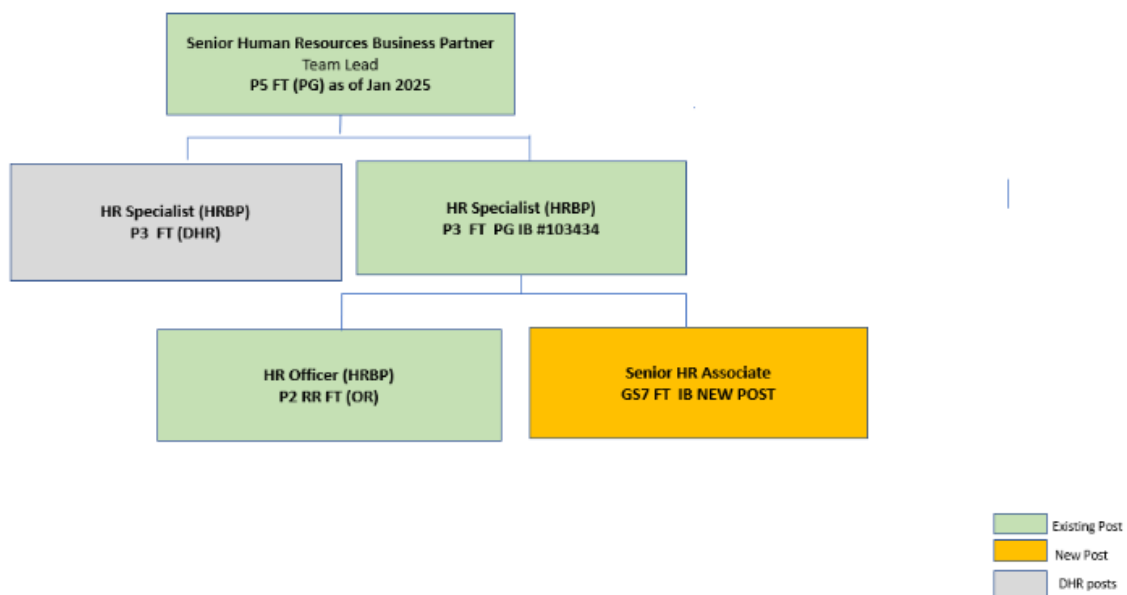 Senior Human Resources Business Partner
Team Lead
P5 FT (PG) as of Jan 2025
HR Specialist (HRBP)
P3 FT (DHR)
HR Specialist (HRBP)
P3 FT PG IB #103434
HR Officer (HRBP)
P2 RR FT (OR)
Senior HR Associate
GS7 FT IB NEW POST
Existing Post
New Post
DHR posts